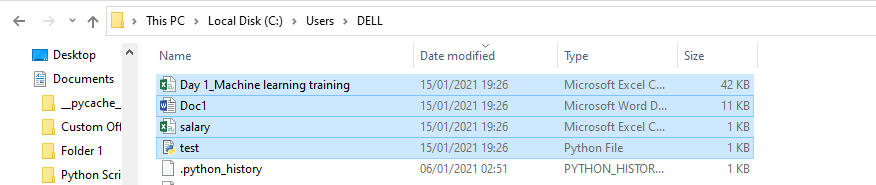 This PC > Local Disk (C:) > Users > DELL
Desktop
Documents
__pycache_
Custom Off
Folder 1
Python Scri
Name Date modified Type Size
Day 1_Machine learning training 15/01/2021 19:26 Microsoft Excel C... 42 KB
Doc1 15/01/2021 19:26 Microsoft Word D... 11 KB
salary 15/01/2021 19:26 Microsoft Excel C... 1 KB
test 15/01/2021 19:26 Python File 1 KB
.python_history 06/01/2021 02:51 PYTHON_HISTOR... 1 KB